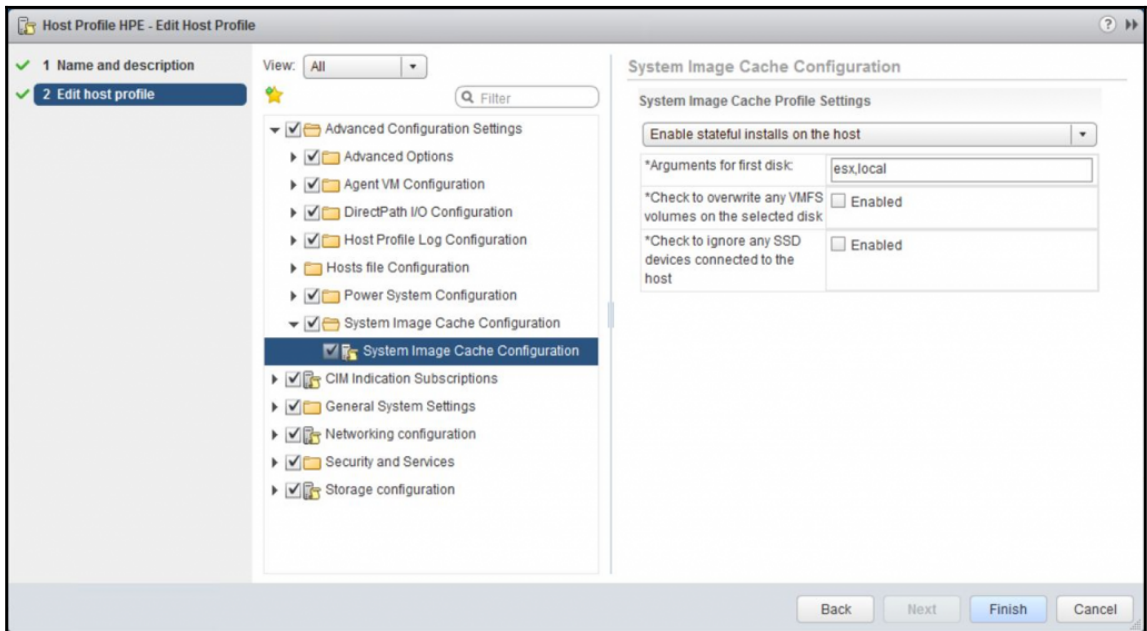 Host Profile HPE - Edit Host Profile
1 Name and description
2 Edit host profile
View: All
Filter
Advanced Configuration Settings
Advanced Options
Agent VM Configuration
DirectPath I/O Configuration
Host Profile Log Configuration
Hosts file Configuration
Power System Configuration
System Image Cache Configuration
System Image Cache Configuration
CIM Indication Subscriptions
General System Settings
Networking configuration
Security and Services
Storage configuration
System Image Cache Configuration
System Image Cache Profile Settings
Enable stateful installs on the host
*Arguments for first disk: esx,local
*Check to overwrite any VMFS
volumes on the selected disk
Enabled
*Check to ignore any SSD
devices connected to the
host
Enabled
Back Next Finish Cancel